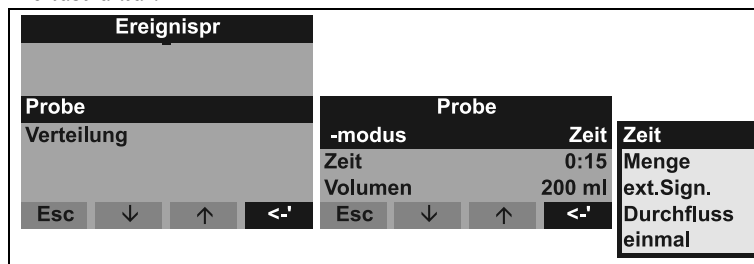 Ereignispr
Probe
Verteilung
Esc ↓ ↑ <-'
Probe
-modus Zeit
Zeit 0:15
Volumen 200 ml
Esc ↓ ↑ <-'
Zeit
Menge
ext.Sign.
Durchfluss
einmal